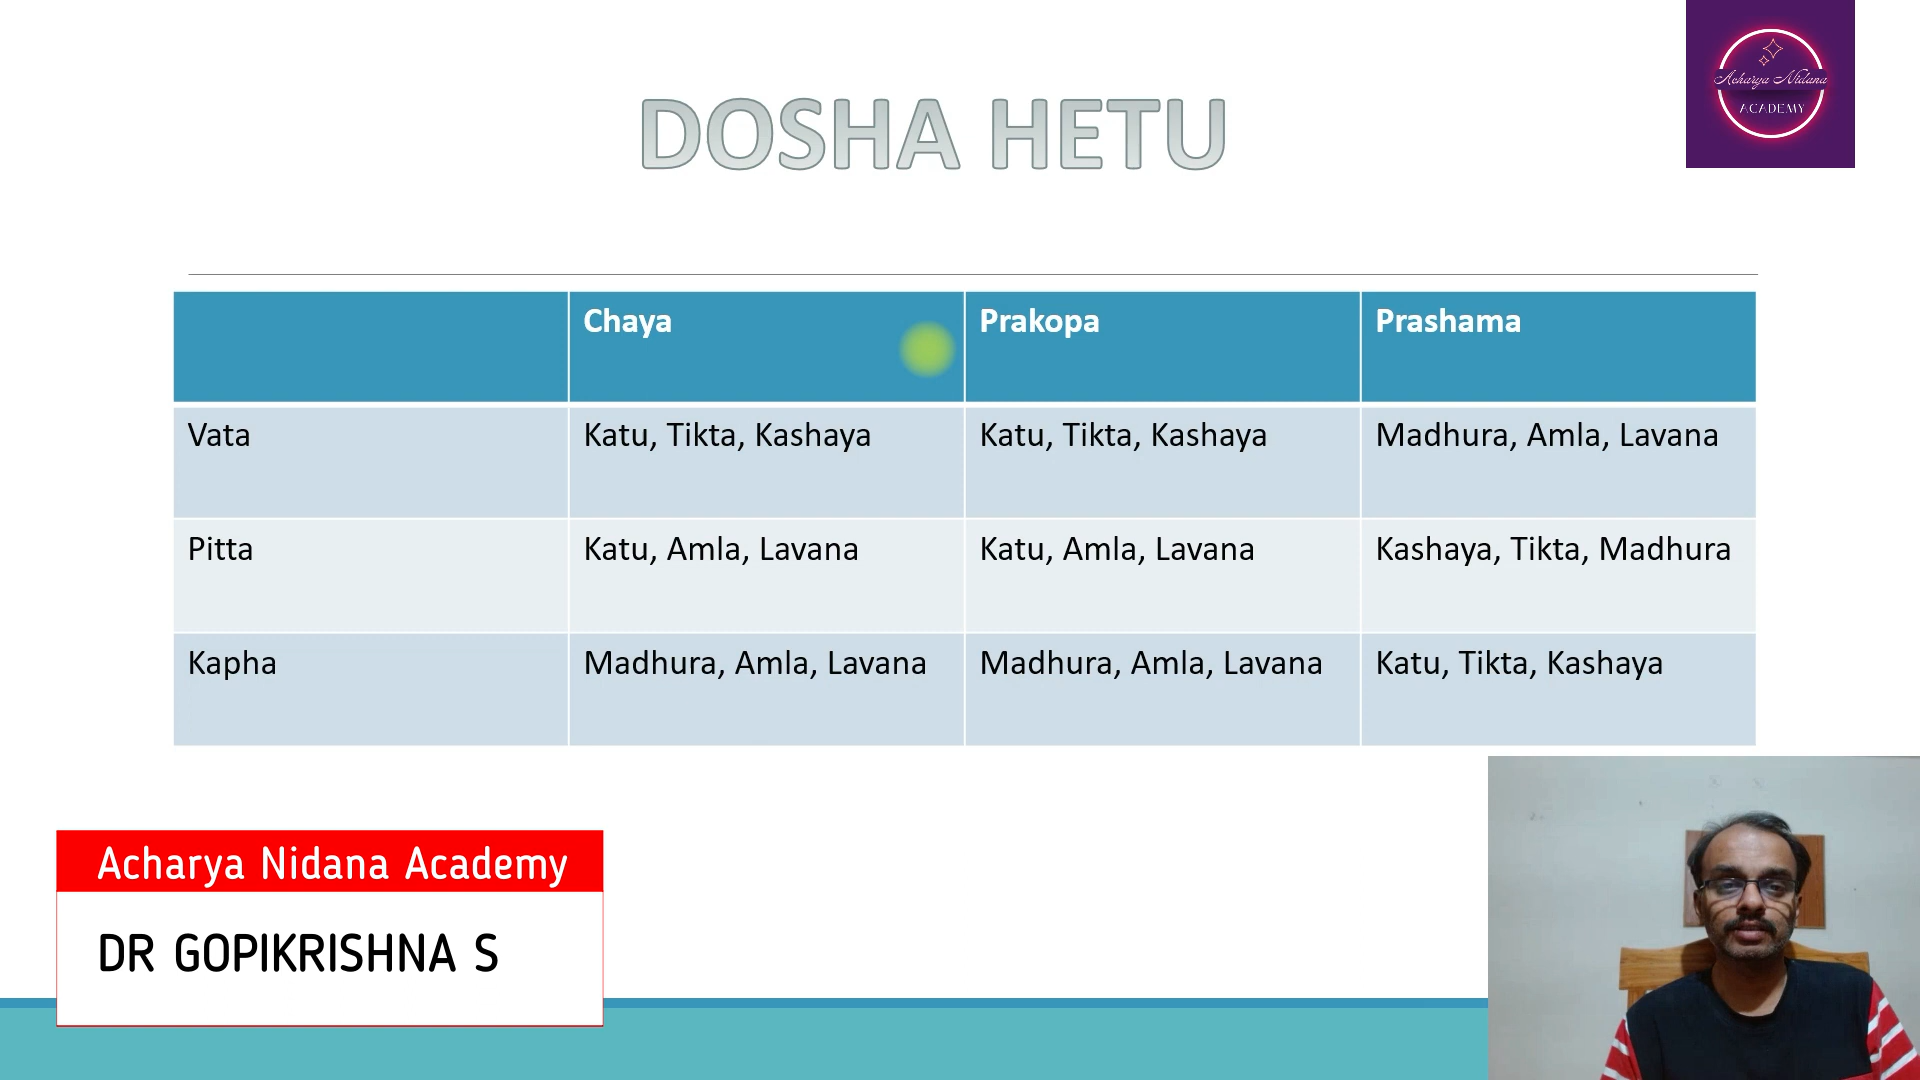 Acharya Nidana
ACADEMY
DOSHA HETU
Chaya Prakopa Prashama
Vata Katu, Tikta, Kashaya Katu, Tikta, Kashaya Madhura, Amla, Lavana
Pitta Katu, Amla, Lavana Katu, Amla, Lavana Kashaya, Tikta, Madhura
Kapha Madhura, Amla, Lavana Madhura, Amla, Lavana Katu, Tikta, Kashaya
Acharya Nidana Academy
DR GOPIKRISHNA S